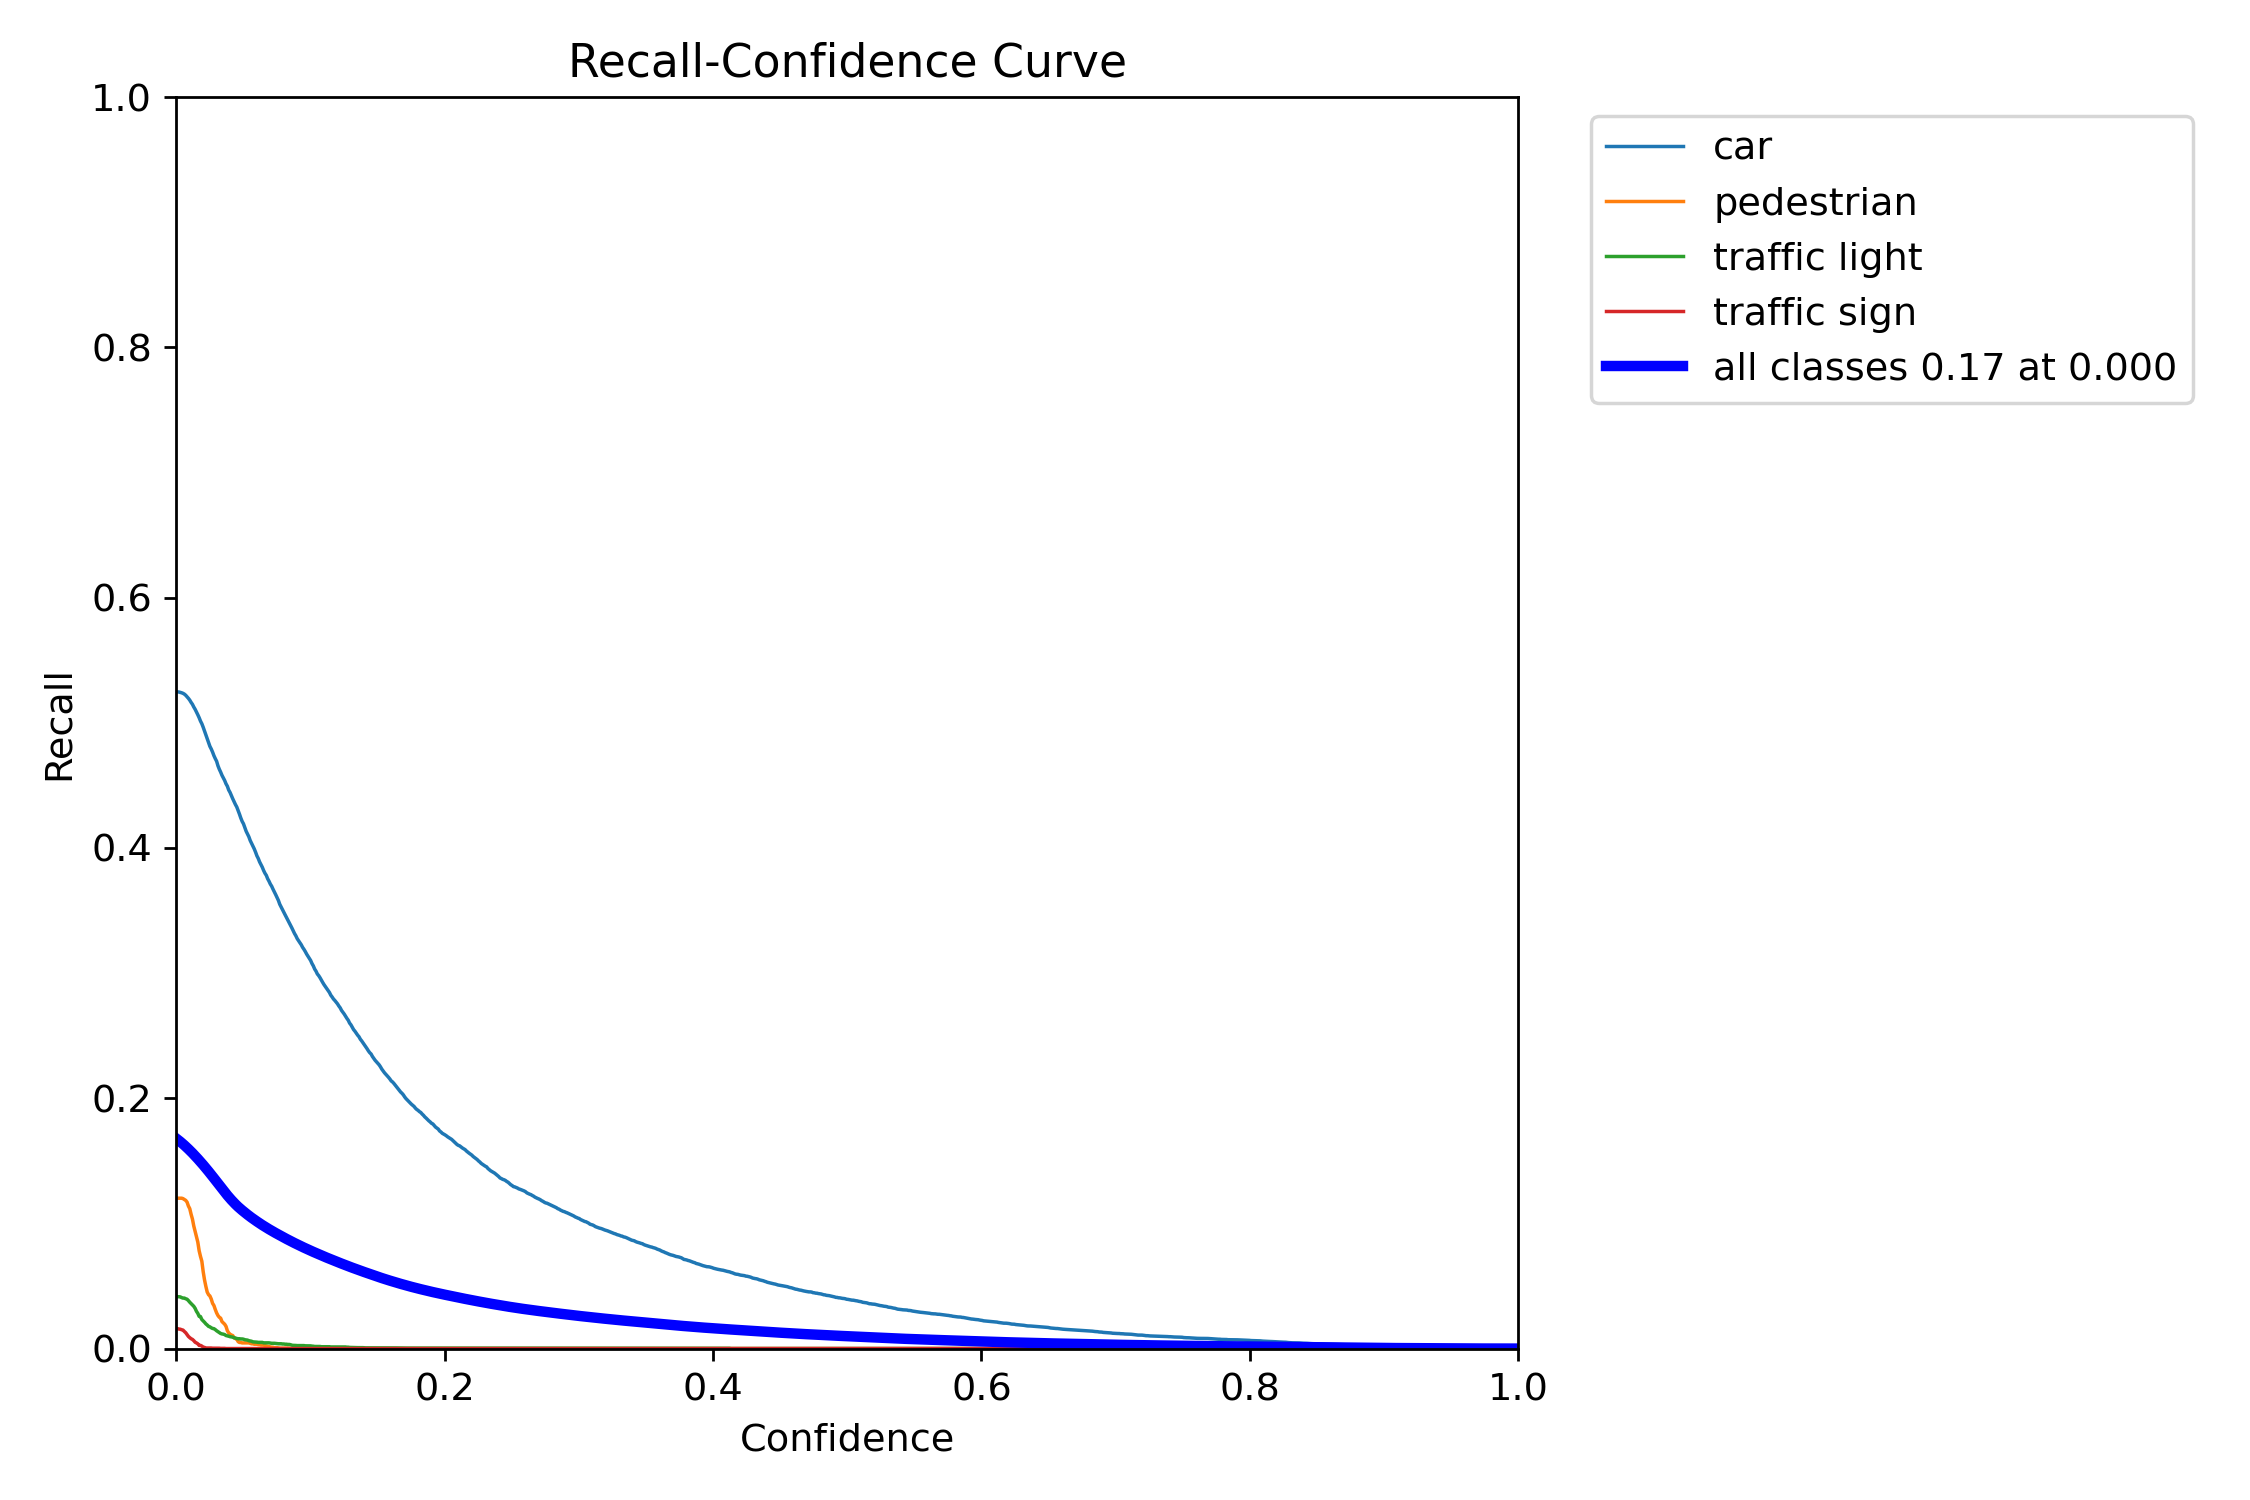 Recall-Confidence Curve
1.0
0.8
0.6
0.4
0.2
0.0
Recall
0.0 0.2 0.4 0.6 0.8 1.0
Confidence
car
pedestrian
traffic light
traffic sign
all classes 0.17 at 0.000